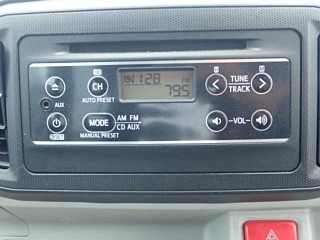 1:28
79.5
CH
AUTO PRESET
TUNE
TRACK
AUX
MODE
AM FM
CD AUX
MANUAL PRESET
-VOL-